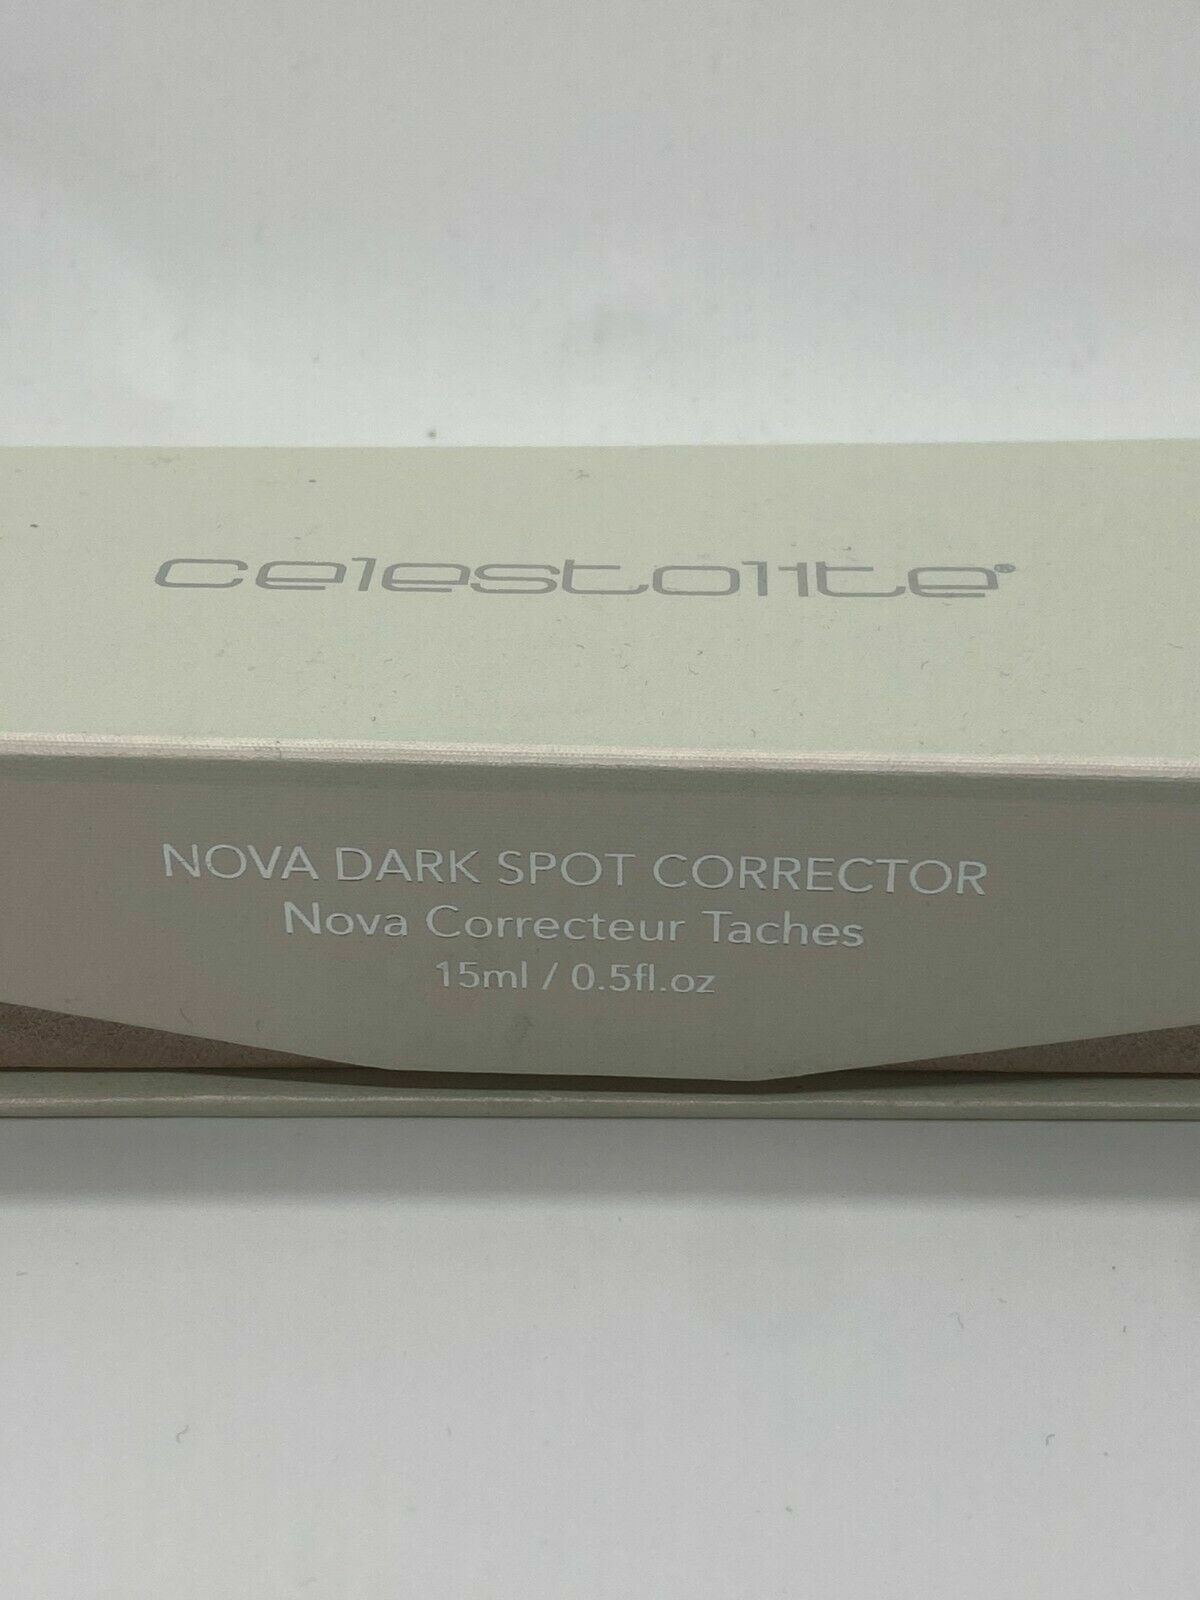 celestolite®
NOVA DARK SPOT CORRECTOR
Nova Correcteur Taches
15ml / 0.5fl.oz